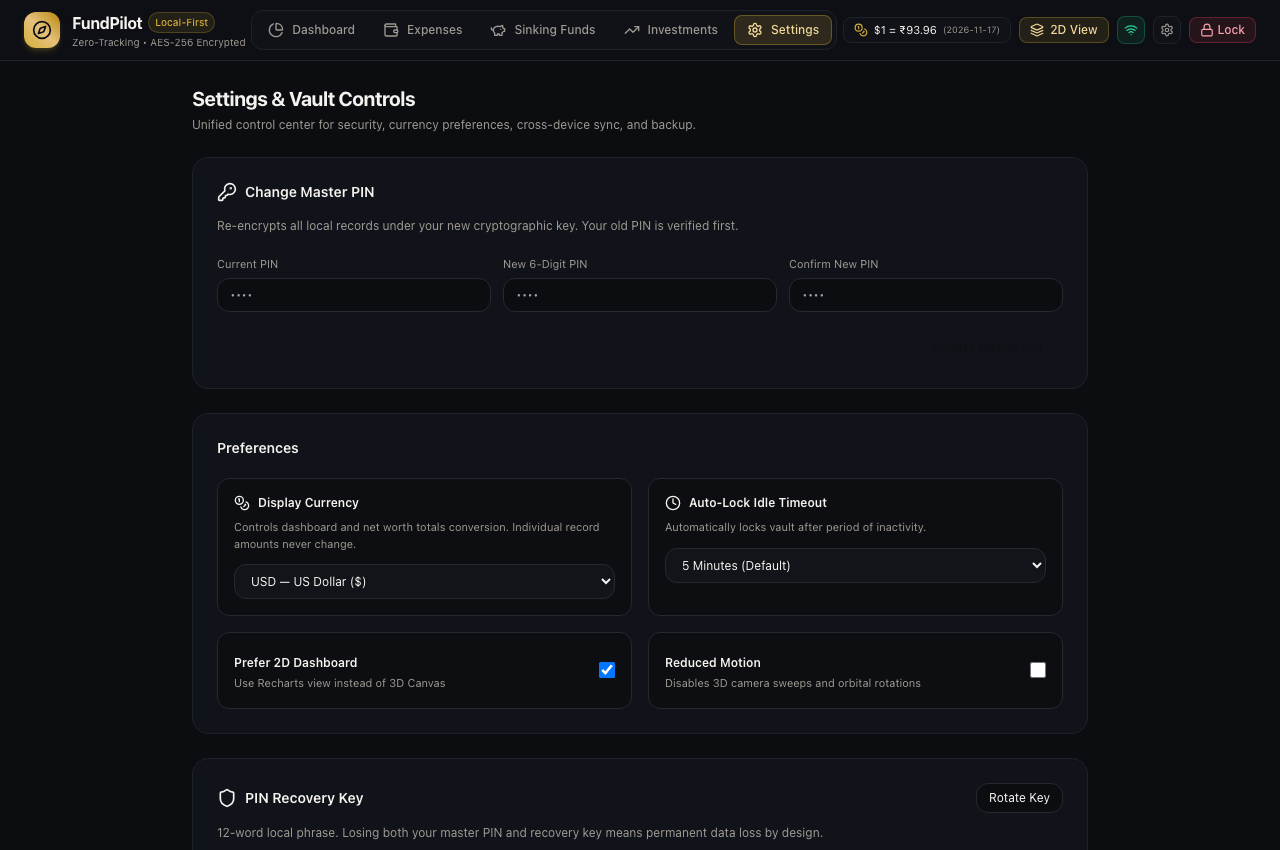 FundPilot Local-First
Zero-Tracking • AES-256 Encrypted
Dashboard
Expenses
Sinking Funds
Investments
Settings
$1 = ₹93.96 (2026-11-17)
2D View
Lock
Settings & Vault Controls
Unified control center for security, currency preferences, cross-device sync, and backup.
Change Master PIN
Re-encrypts all local records under your new cryptographic key. Your old PIN is verified first.
Current PIN
New 6-Digit PIN
Confirm New PIN
••••
••••
••••
Preferences
Display Currency
Controls dashboard and net worth totals conversion. Individual record
amounts never change.
USD — US Dollar ($)
Auto-Lock Idle Timeout
Automatically locks vault after period of inactivity.
5 Minutes (Default)
Prefer 2D Dashboard
Use Recharts view instead of 3D Canvas
Reduced Motion
Disables 3D camera sweeps and orbital rotations
PIN Recovery Key
Rotate Key
12-word local phrase. Losing both your master PIN and recovery key means permanent data loss by design.